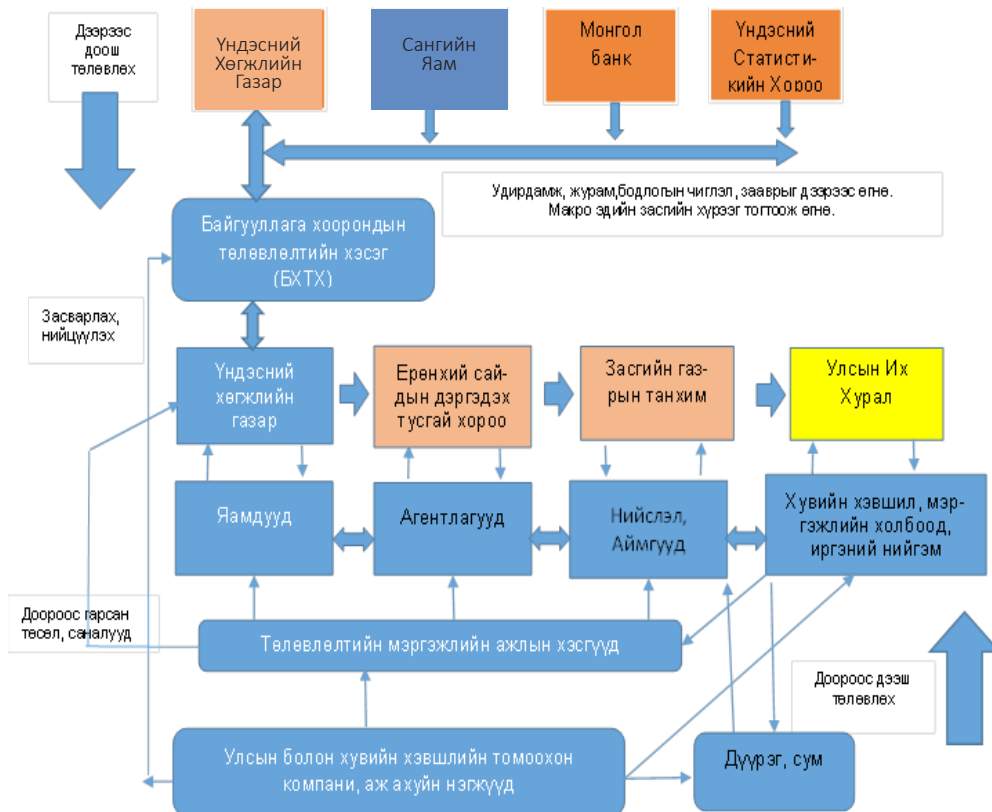 Дээрээс
доош
төлөвлөх
Үндэсний
Хөгжлийн
Газар
Сангийн
Яам
Монгол
банк
Үндэсний
Статисти-
кийн Хороо
Удирдамж, журам,бодлогын чиглэл, зааврыг дээрээс өгнө.
Макро эдийн засгийн хүрээг тогтоож өгнө.
Байгууллага хоорондын
төлөвлөлтийн хэсэг
(БХТХ)
Засварлах,
нийцүүлэх
Үндэсний
хөгжлийн
газар
Ерөнхий сай-
дын дэргэдэх
тусгай хороо
Засгийн газ-
рын танхим
Улсын Их
Хурал
Яамдууд
Агентлагууд
Нийслэл,
Аймгууд
Хувийн хэвшил, мэр-
гэжлийн холбоод,
иргэний нийгэм
Доороос гарсан
төсөл, саналууд
Төлөвлөлтийн мэргэжлийн ажлын хэсгүүд
Доороос дээш
төлөвлөх
Улсын болон хувийн хэвшлийн томоохон
компани, аж ахуйн нэгжүүд
Дүүрэг, сум